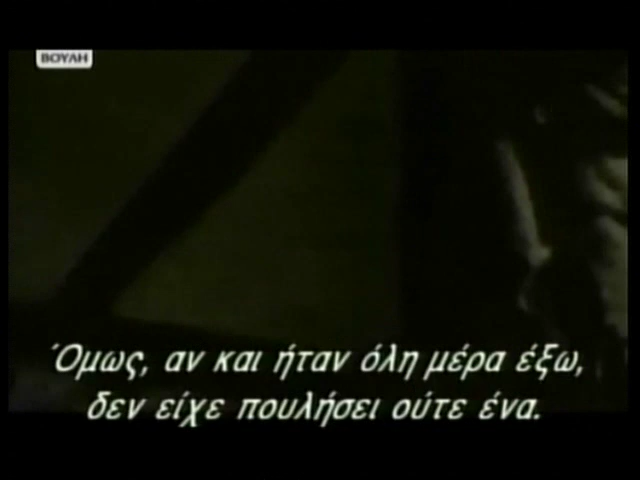 ΒΟΥΛΗ
Όμως, αν και ήταν όλη μέρα έξω,
δεν είχε πουλήσει ούτε ένα.